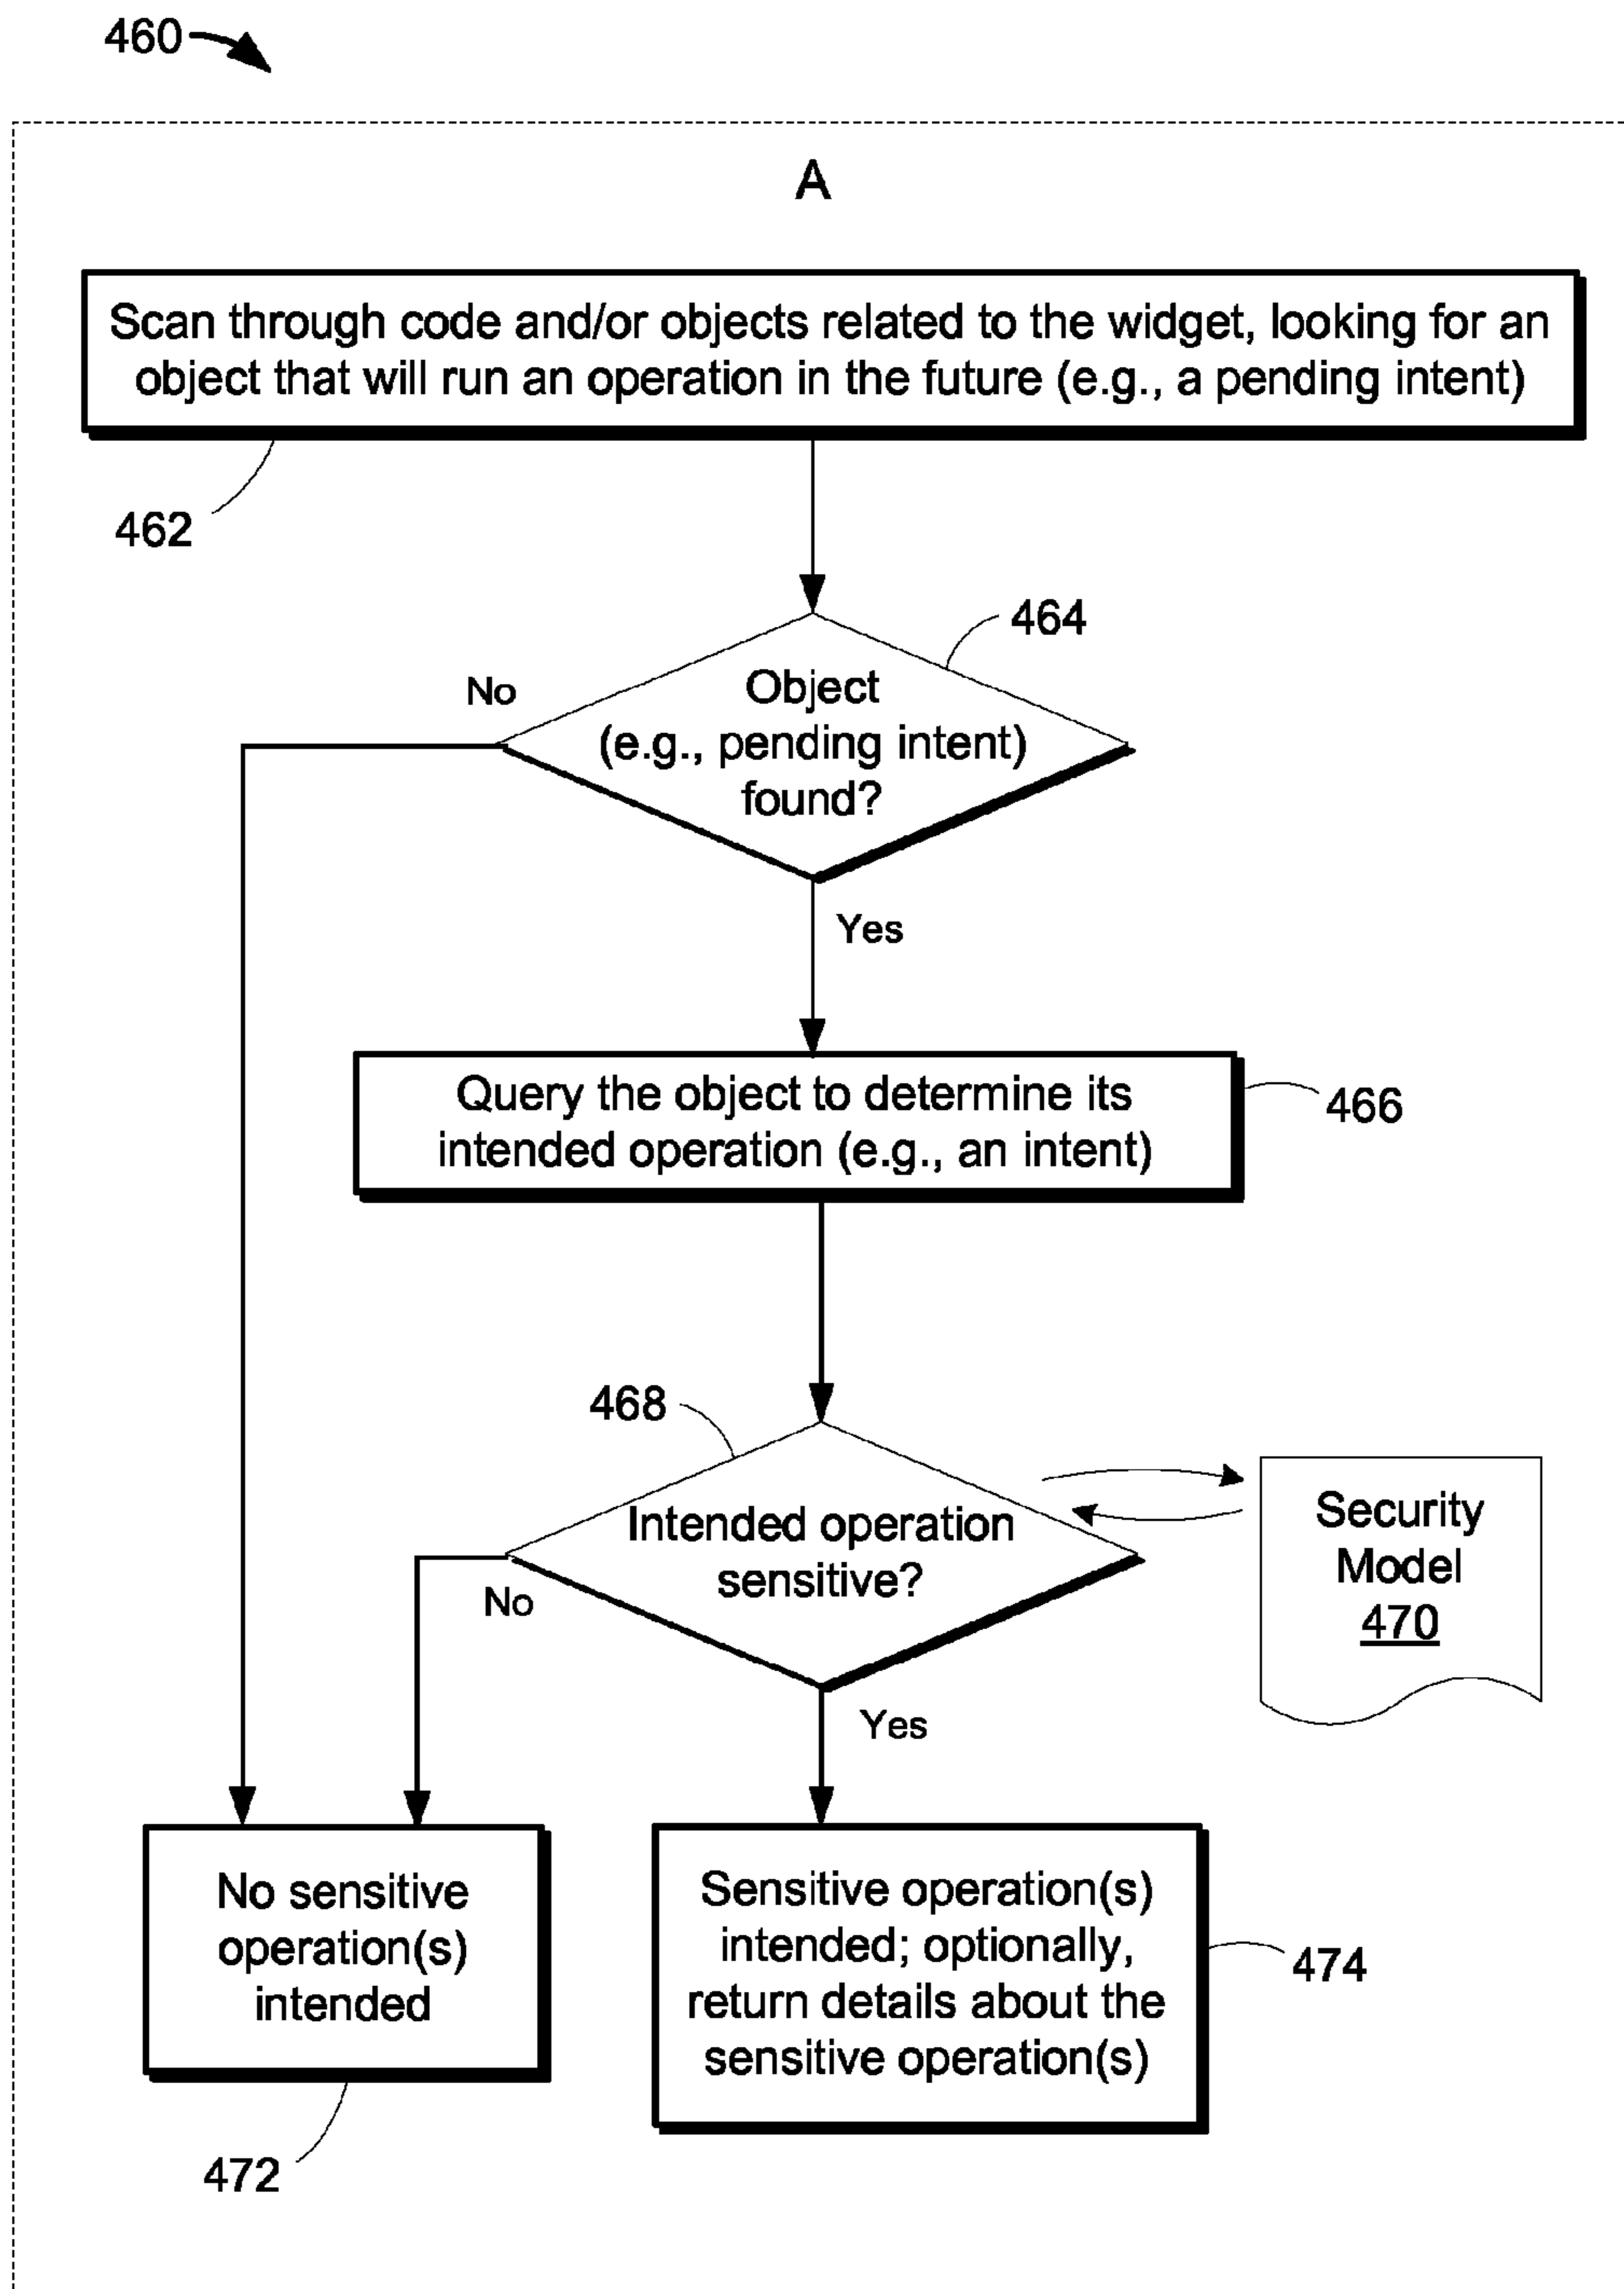 460
A
Scan through code and/or objects related to the widget, looking for an
object that will run an operation in the future (e.g., a pending intent)
462
464
No
Object
(e.g., pending intent)
found?
Yes
Query the object to determine its
intended operation (e.g., an intent)
466
468
Intended operation
sensitive?
No
Yes
Security
Model
470
No sensitive
operation(s)
intended
472
Sensitive operation(s)
intended; optionally,
return details about the
sensitive operation(s)
474